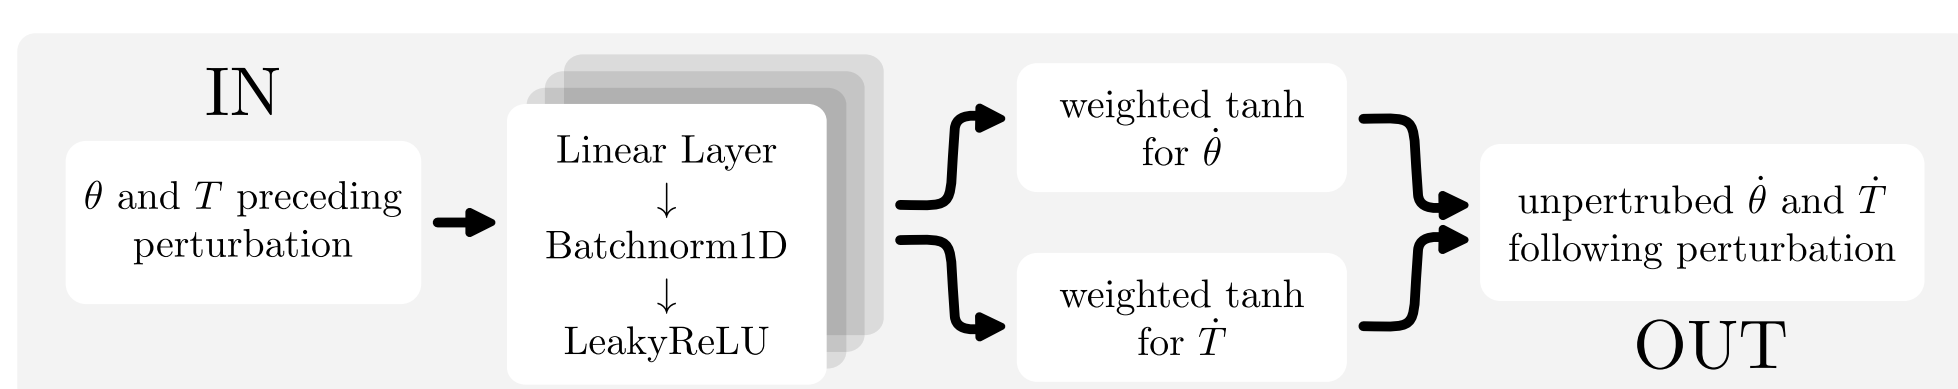 IN
θ and T preceding
perturbation
Linear Layer
↓
Batchnorm1D
↓
LeakyReLU
weighted tanh
for θ̇
weighted tanh
for Ṫ
unpertrubed θ̇ and Ṫ
following perturbation
OUT